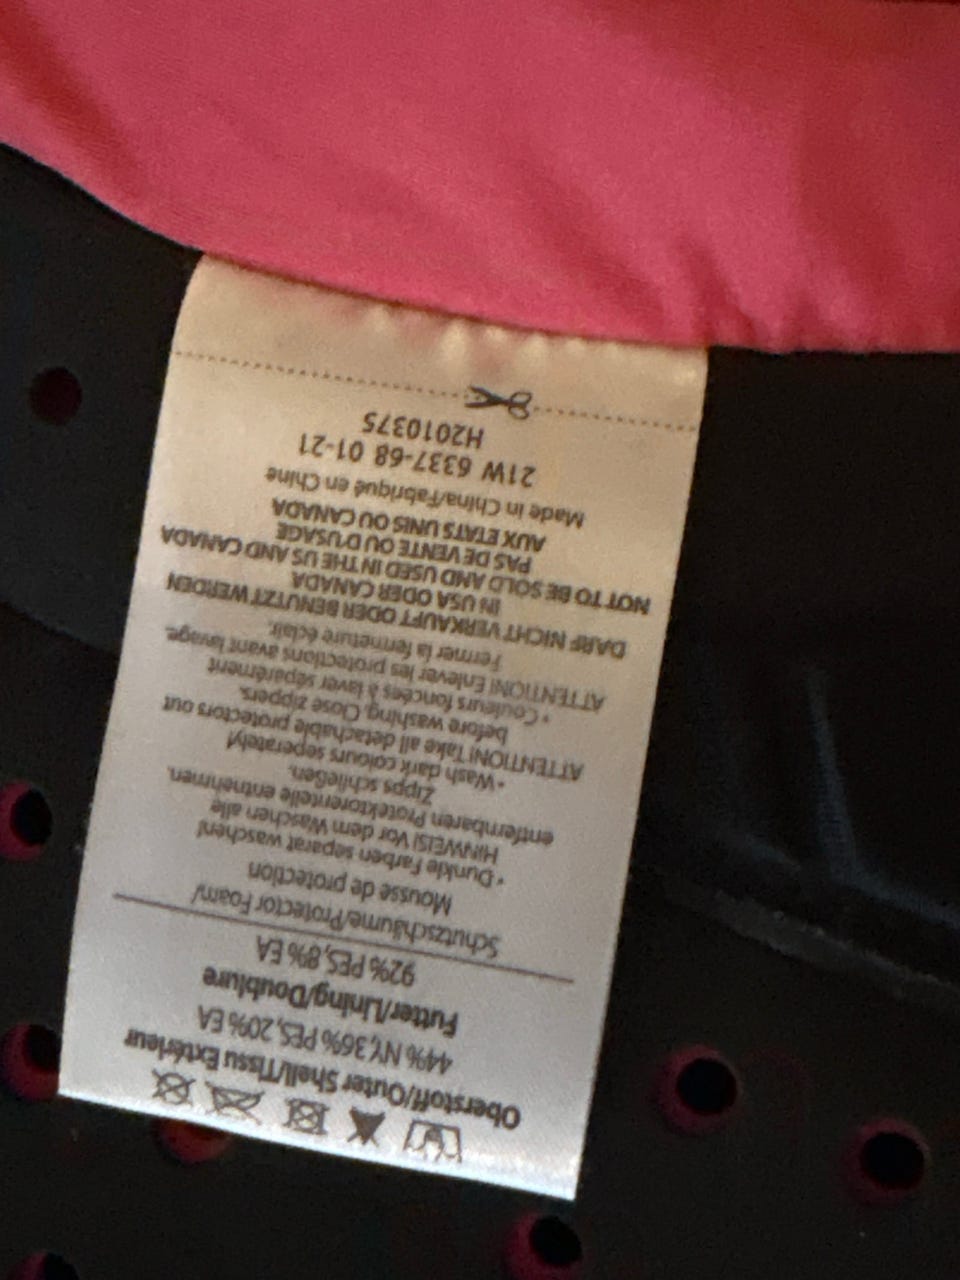 Oberstoff/Outer Shell/Tissu Extérieur
44% NY,36% PES,20% EA
Futter/Lining/Doublure
92% PES,8% EA
Schutzschäume/Protector Foam/
Mousse de protection
• Dunkle Farben separat waschen!
HINWEIS! Vor dem Waschen alle
entfernbaren Protektorenteile entnehmen.
Zipps schließen.
• Wash dark colours seperately!
ATTENTION! Take all detachable protectors out
before washing. Close zippers.
• Couleurs foncées à laver séparément
ATTENTION! Enlever les protections avant lavage.
Fermer la fermeture éclair.
DARF NICHT VERKAUFT ODER BENUTZT WERDEN
IN USA ODER CANADA
NOT TO BE SOLD AND USED IN THE US AND CANADA
PAS DE VENTE OU D'USAGE
AUX ETATS UNIS OU CANADA
Made in China/Fabriqué en Chine
21W 6337-68 01-21
H2010375